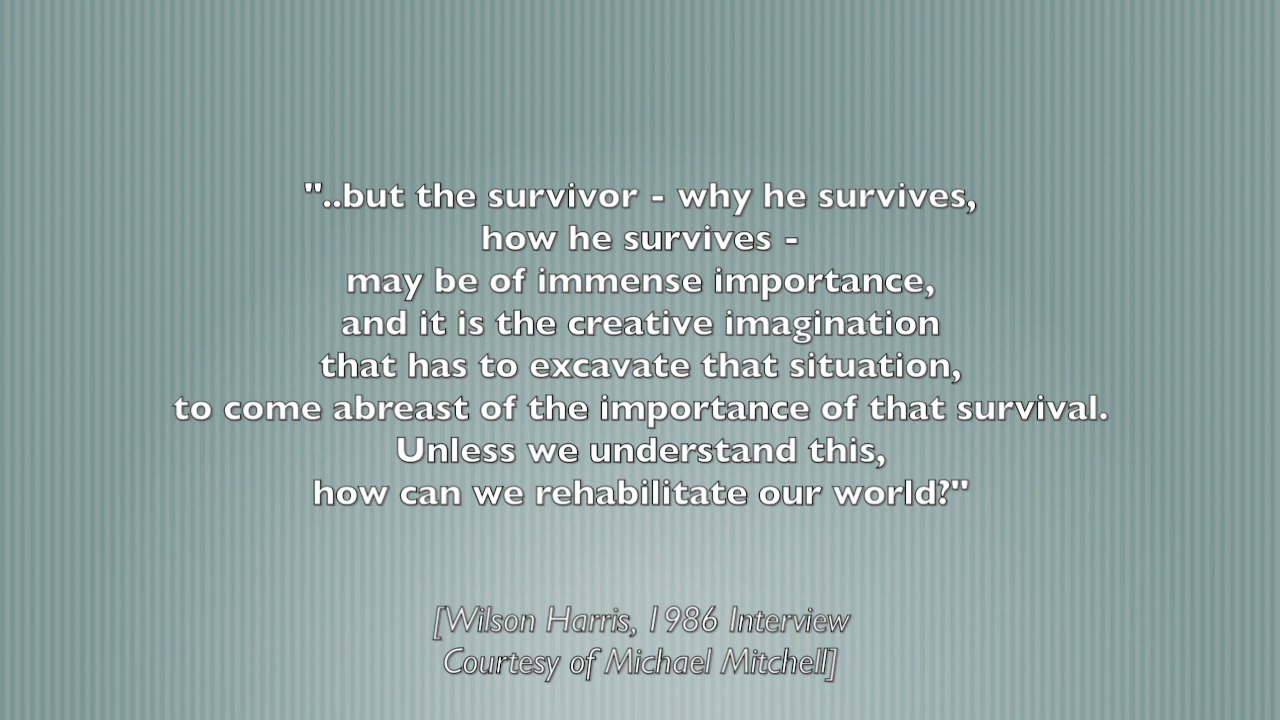 "..but the survivor - why he survives,
how he survives -
may be of immense importance,
and it is the creative imagination
that has to excavate that situation,
to come abreast of the importance of that survival.
Unless we understand this,
how can we rehabilitate our world?"
[Wilson Harris, 1986 Interview
Courtesy of Michael Mitchell]